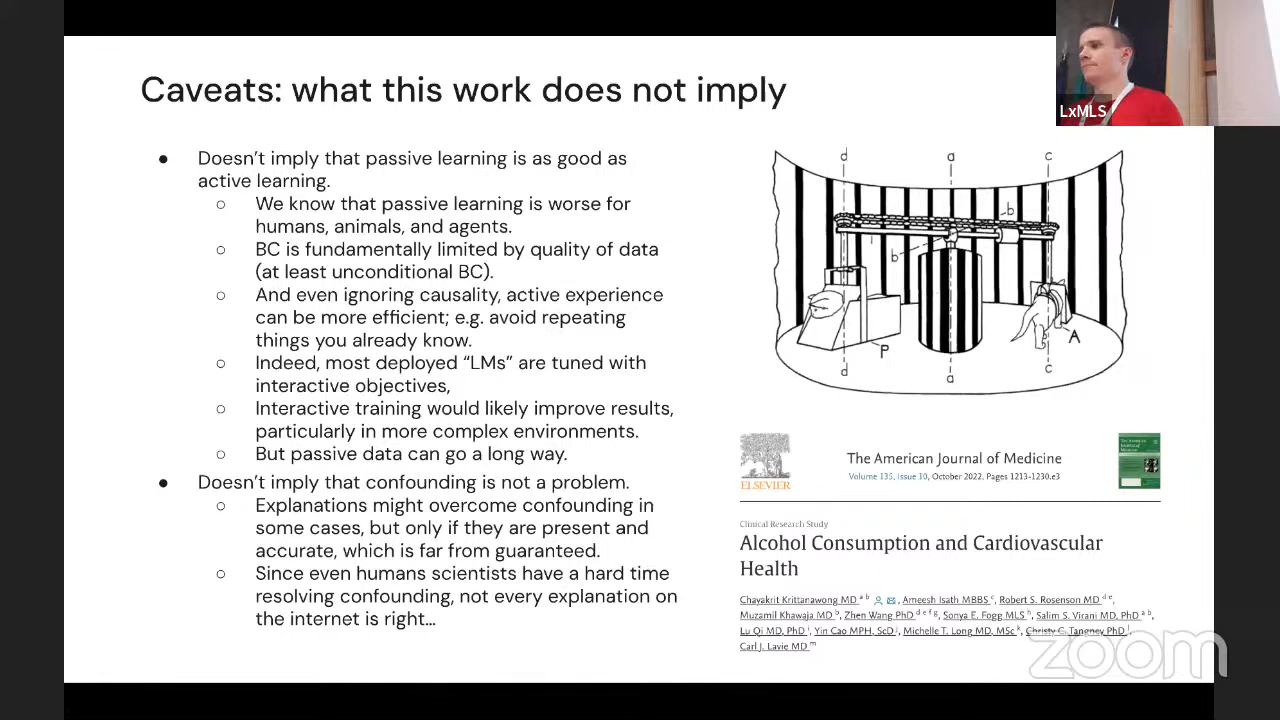 Caveats: what this work does not imply
LxMLS
● Doesn't imply that passive learning is as good as
active learning.
○ We know that passive learning is worse for
humans, animals, and agents.
○ BC is fundamentally limited by quality of data
(at least unconditional BC).
○ And even ignoring causality, active experience
can be more efficient; e.g. avoid repeating
things you already know.
○ Indeed, most deployed “LMs” are tuned with
interactive objectives,
○ Interactive training would likely improve results,
particularly in more complex environments.
○ But passive data can go a long way.
● Doesn't imply that confounding is not a problem.
○ Explanations might overcome confounding in
some cases, but only if they are present and
accurate, which is far from guaranteed.
○ Since even humans scientists have a hard time
resolving confounding, not every explanation on
the internet is right…
d a c
b
b
P A
d a c
ELSEVIER
The American Journal of Medicine
Volume 135, Issue 10, October 2022, Pages 1213-1230.e3
Clinical Research Study
Alcohol Consumption and Cardiovascular
Health
Chayakrit Krittanawong MD a b, Ameesh Isath MBBS c, Robert S. Rosenson MD d e,
Muzamil Khawaja MD b, Zhen Wang PhD d e f g, Sonya E. Fogg MLS h, Salim S. Virani MD, PhD a b,
Lu Qi MD, PhD i, Yin Cao MPH, ScD j, Michelle T. Long MD, MSc k, Christy C. Tangney PhD l,
Carl J. Lavie MD m
zoom